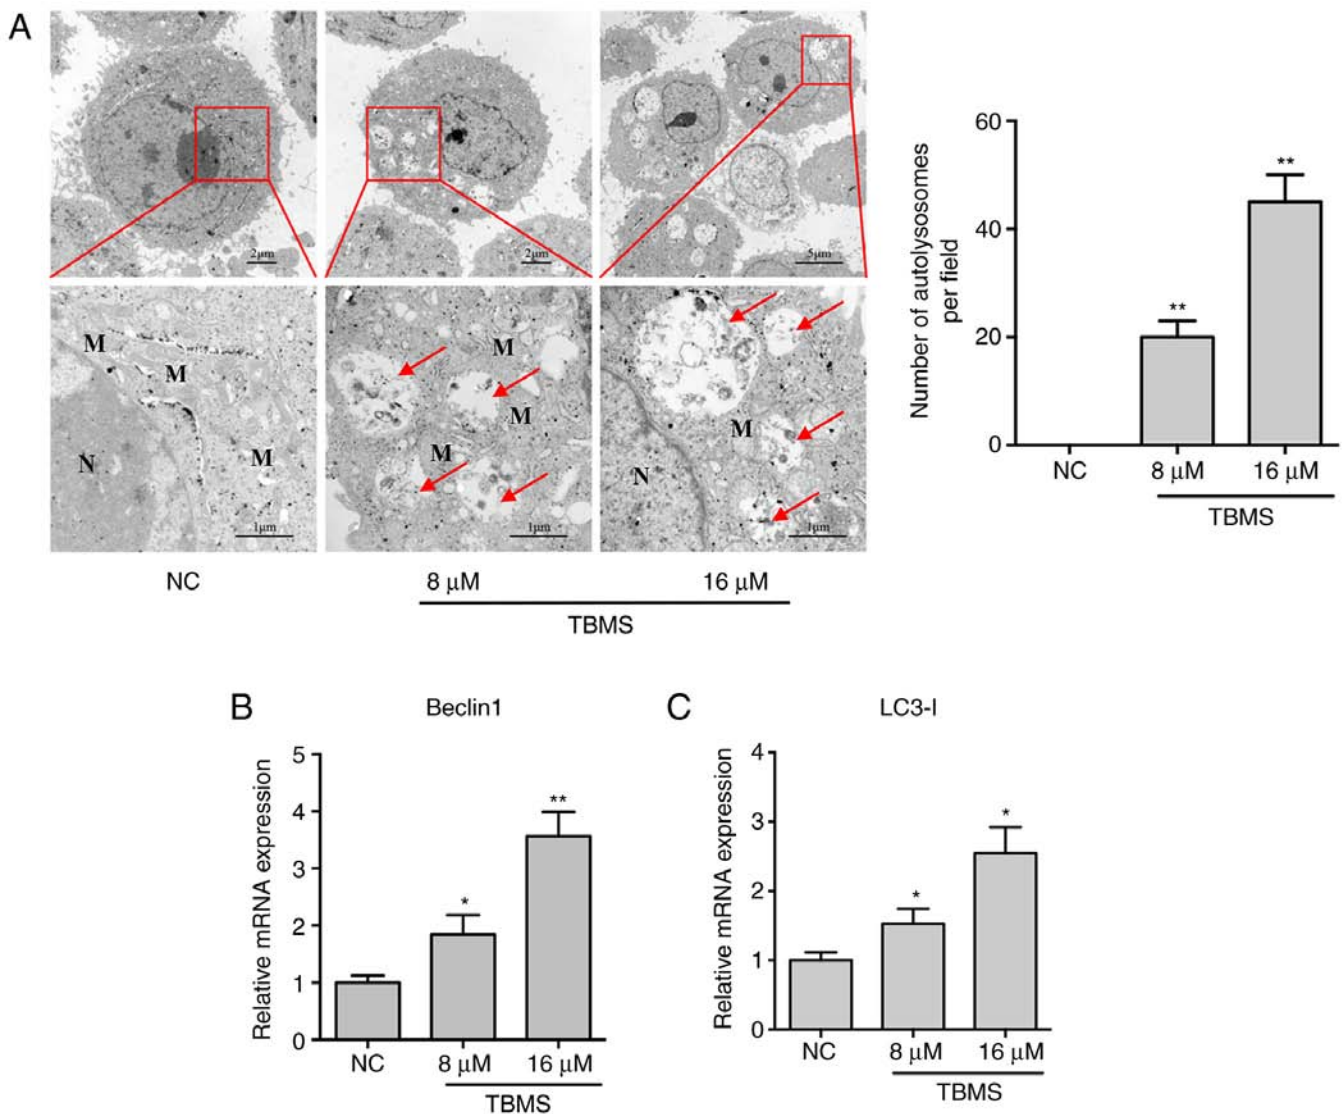 A
2μm
2μm
5μm
M
M
M
N
1μm
M
M
M
1μm
M
N
1μm
NC
8 μM
16 μM
TBMS
Number of autolysosomes
per field
60
40
20
0
**
**
NC
8 μM
16 μM
TBMS
B
Beclin1
Relative mRNA expression
5
4
3
2
1
0
*
**
NC
8 μM
16 μM
TBMS
C
LC3-I
Relative mRNA expression
4
3
2
1
0
*
*
NC
8 μM
16 μM
TBMS